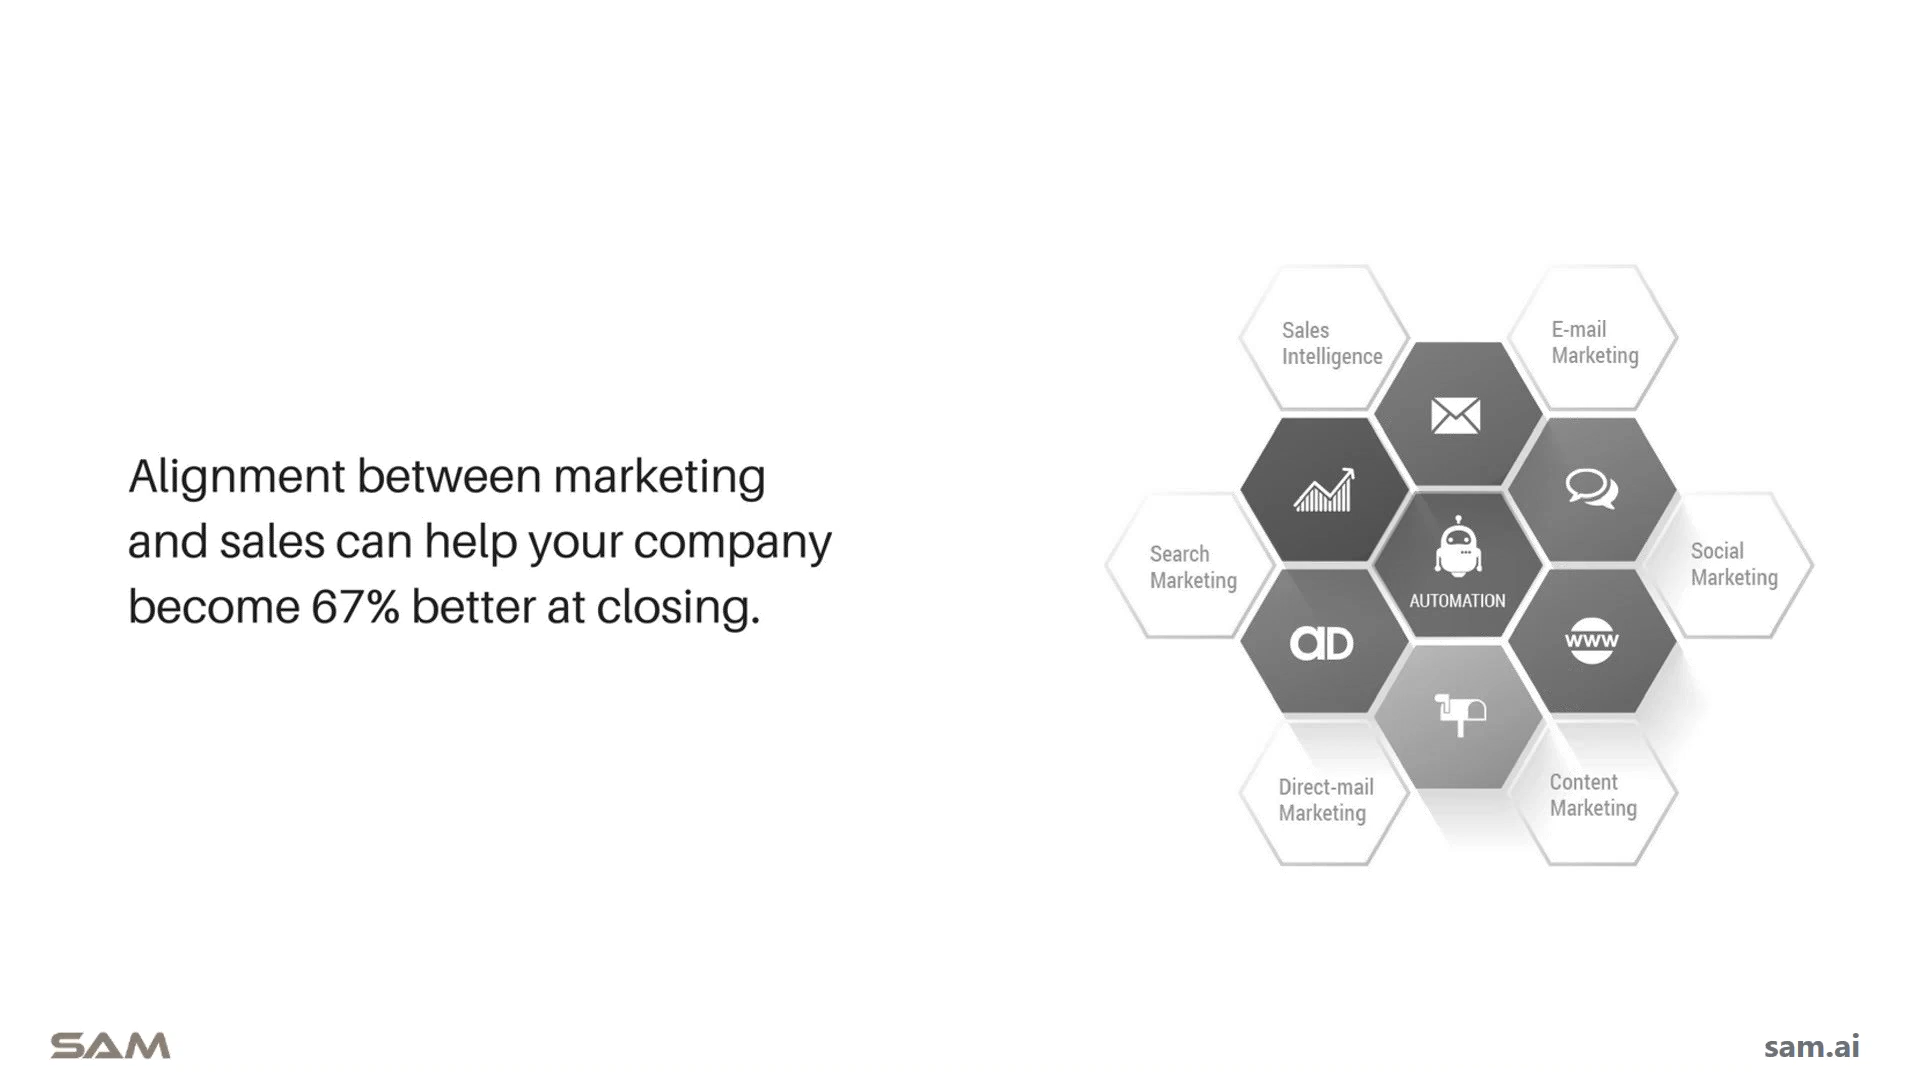 Alignment between marketing
and sales can help your company
become 67% better at closing.
Sales
Intelligence
E-mail
Marketing
Search
Marketing
Social
Marketing
AUTOMATION
aD
www
Direct-mail
Marketing
Content
Marketing
SAM
sam.ai